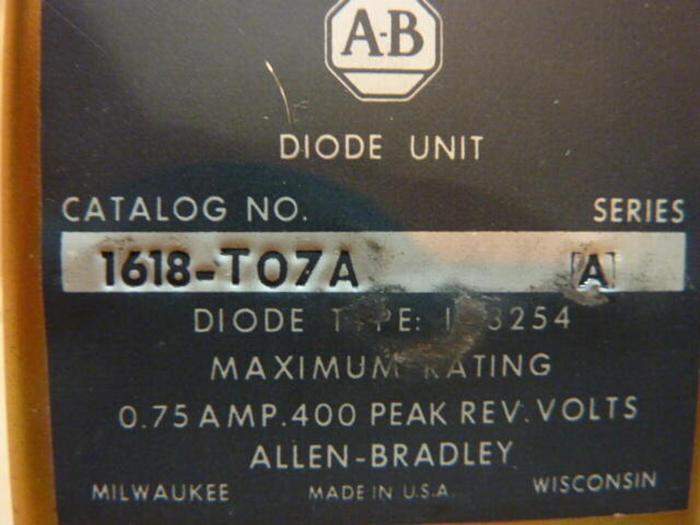 A-B
DIODE UNIT
CATALOG NO. SERIES
1618-T07A A
DIODE
MAXIMUM RATING
0.75 AMP. 400 PEAK REV. VOLTS
ALLEN-BRADLEY
MILWAUKEE MADE IN U.S.A. WISCONSIN